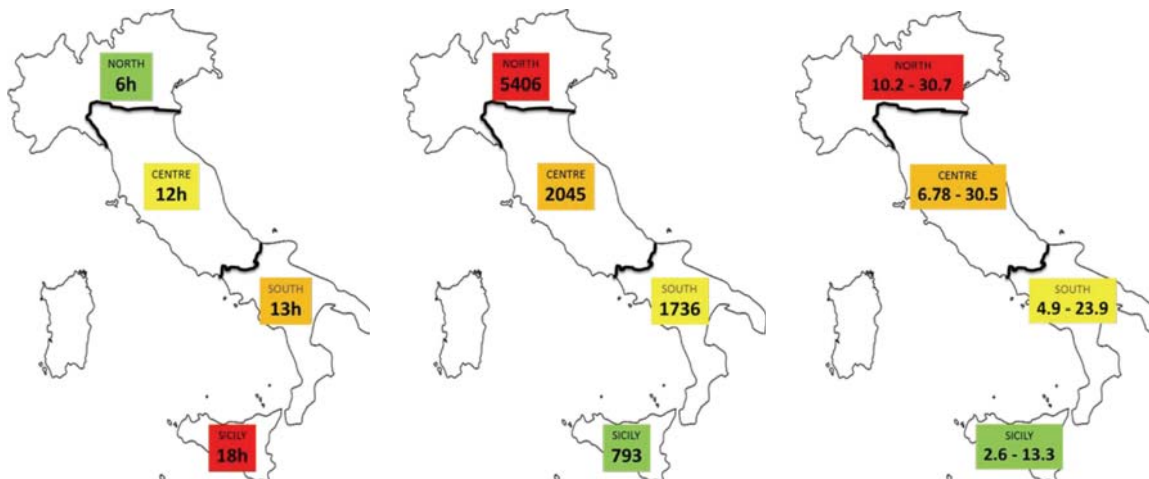 NORTH
6h
CENTRE
12h
SOUTH
13h
SICILY
18h
NORTH
5406
CENTRE
2045
SOUTH
1736
SICILY
793
NORTH
10.2 - 30.7
CENTRE
6.78 - 30.5
SOUTH
4.9 - 23.9
SICILY
2.6 - 13.3